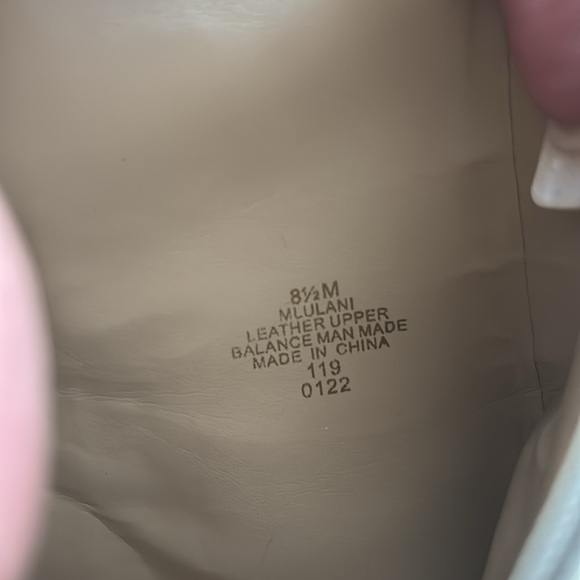 8½M
MLULANI
LEATHER UPPER
BALANCE MAN MADE
MADE IN CHINA
119
0122